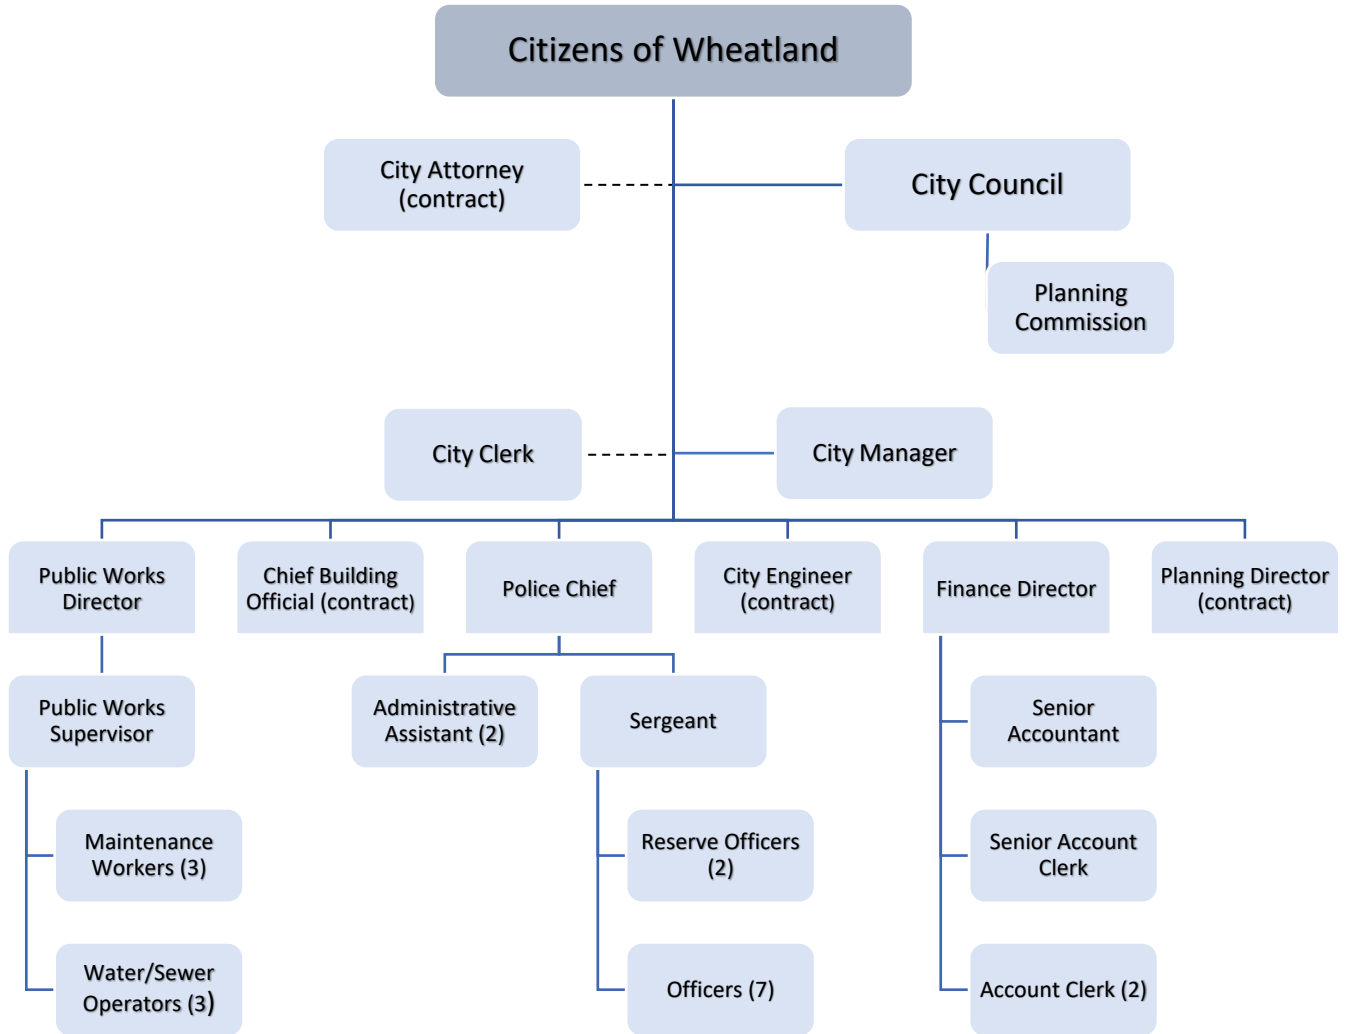 Citizens of Wheatland
City Attorney
(contract)
City Council
Planning
Commission
City Clerk
City Manager
Public Works
Director
Chief Building
Official (contract)
Police Chief
City Engineer
(contract)
Finance Director
Planning Director
(contract)
Public Works
Supervisor
Administrative
Assistant (2)
Sergeant
Senior
Accountant
Maintenance
Workers (3)
Reserve Officers
(2)
Senior Account
Clerk
Water/Sewer
Operators (3)
Officers (7)
Account Clerk (2)